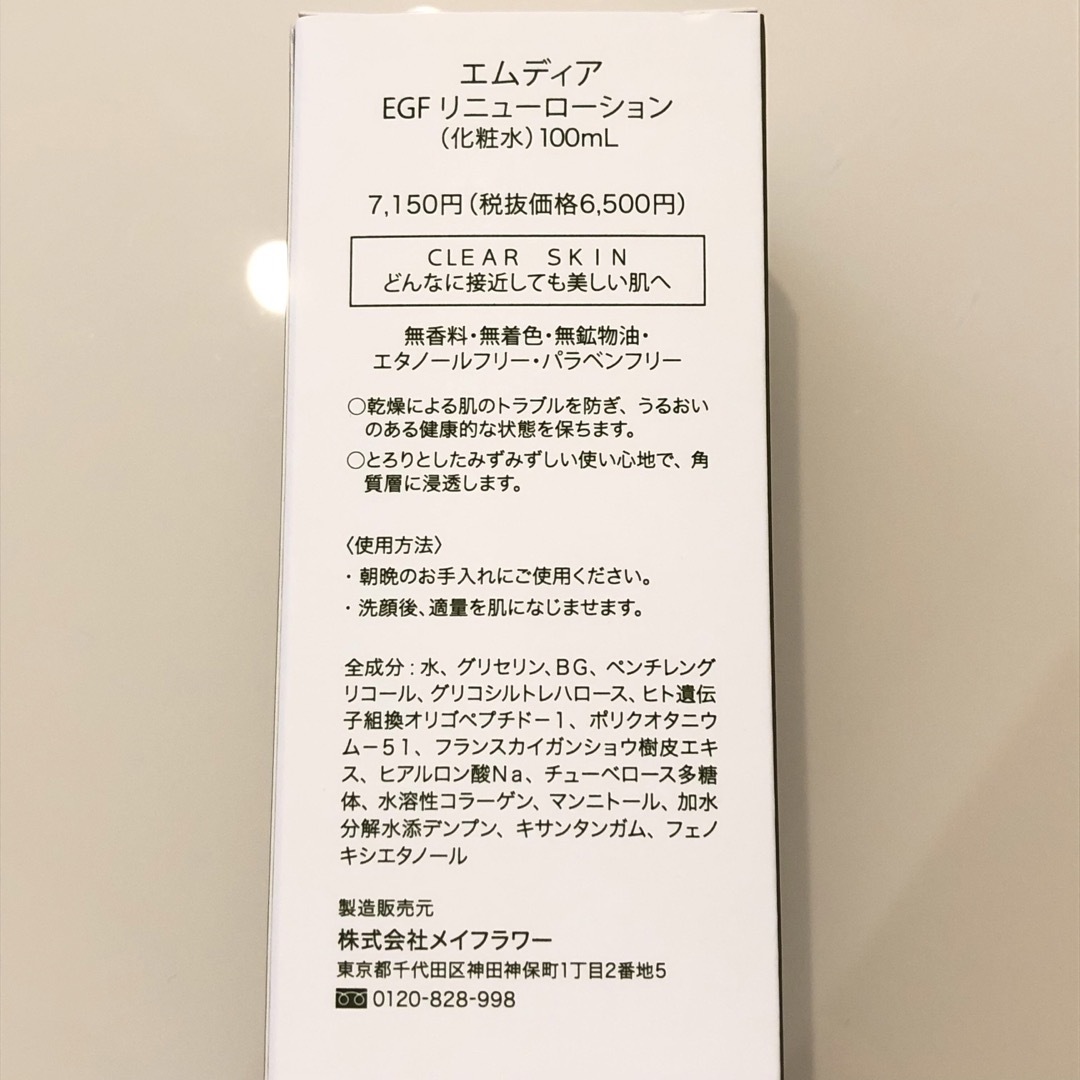 エムディア
EGF リニューローション
（化粧水）100mL
7,150円（税抜価格6,500円）
CLEAR SKIN
どんなに接近しても美しい肌へ
無香料・無着色・無鉱物油・
エタノールフリー・パラベンフリー
○乾燥による肌のトラブルを防ぎ、うるおい
のある健康的な状態を保ちます。
○とろりとしたみずみずしい使い心地で、角
質層に浸透します。
〈使用方法〉
・朝晩のお手入れにご使用ください。
・洗顔後、適量を肌になじませます。
全成分：水、グリセリン、BG、ペンチレング
リコール、グリコシルトレハロース、ヒト遺伝
子組換オリゴペプチド－1、ポリクオタニウ
ム－51、フランスカイガンショウ樹皮エキ
ス、ヒアルロン酸Na、チューベロース多糖
体、水溶性コラーゲン、マンニトール、加水
分解水添デンプン、キサンタンガム、フェノ
キシエタノール
製造販売元
株式会社メイフラワー
東京都千代田区神田神保町1丁目2番地5
0120-828-998